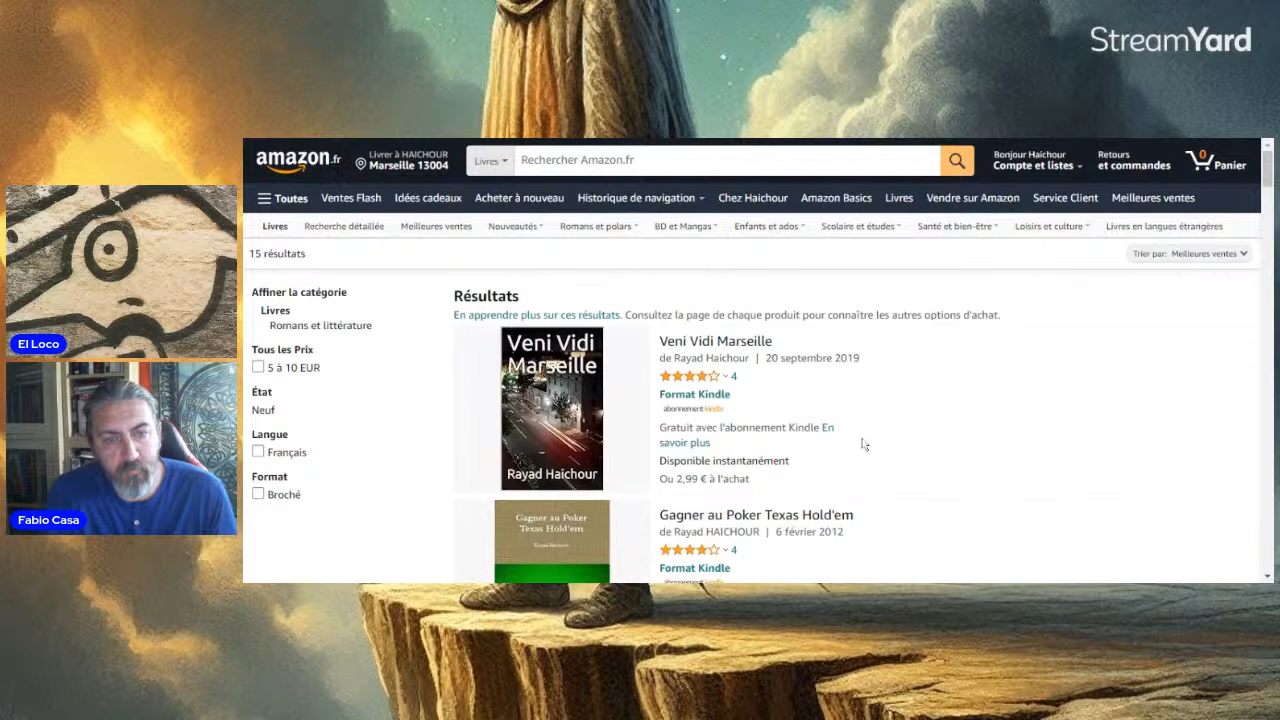 StreamYard
amazon.fr
Livrer à HAICHOUR
Marseille 13004
Livres
Rechercher Amazon.fr
Bonjour Haichour
Compte et listes
Retours
et commandes
0
Panier
Toutes Ventes Flash Idées cadeaux Acheter à nouveau Historique de navigation Chez Haichour Amazon Basics Livres Vendre sur Amazon Service Client Meilleures ventes
Livres Recherche détaillée Meilleures ventes Nouveautés Romans et polars BD et Mangas Enfants et ados Scolaire et études Santé et bien-être Loisirs et culture Livres en langues étrangères
15 résultats
Trier par: Meilleures ventes
Affiner la catégorie
Livres
Romans et littérature
Tous les Prix
5 à 10 EUR
État
Neuf
Langue
Français
Format
Broché
Résultats
En apprendre plus sur ces résultats. Consultez la page de chaque produit pour connaître les autres options d'achat.
Veni Vidi
Marseille
Rayad Haichour
Veni Vidi Marseille
de Rayad Haichour | 20 septembre 2019
4
Format Kindle
abonnement kindle
Gratuit avec l'abonnement Kindle En
savoir plus
Disponible instantanément
Ou 2,99 € à l'achat
Gagner au Poker
Texas Hold'em
Rayad Haichour
Gagner au Poker Texas Hold'em
de Rayad HAICHOUR | 6 février 2012
4
Format Kindle
El Loco
Fabio Casa